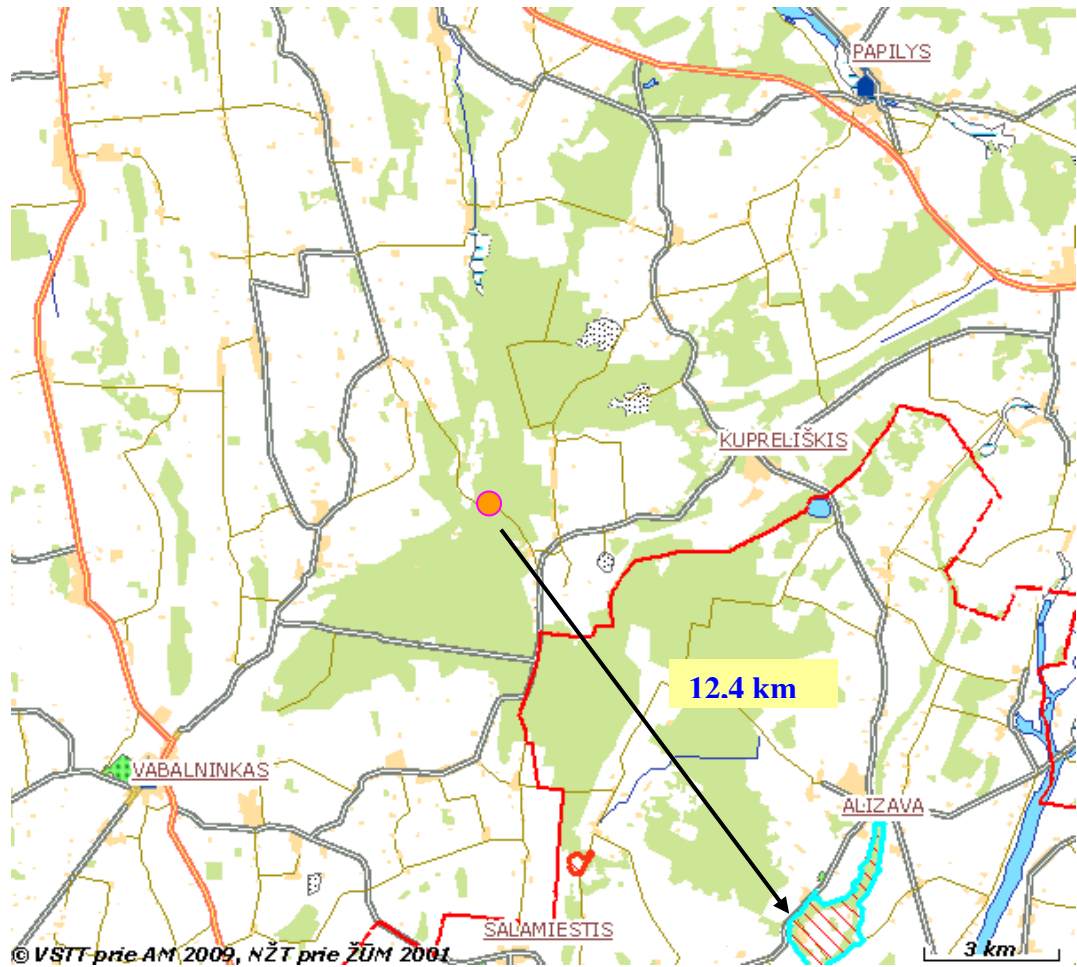 PAPILYS
KUPRELIŠKIS
12.4 km
VABALNINKAS
ALIZAVA
SALAMIESTIS
© VSTT prie AM 2009, NŽT prie ŽŪM 2001
3 km